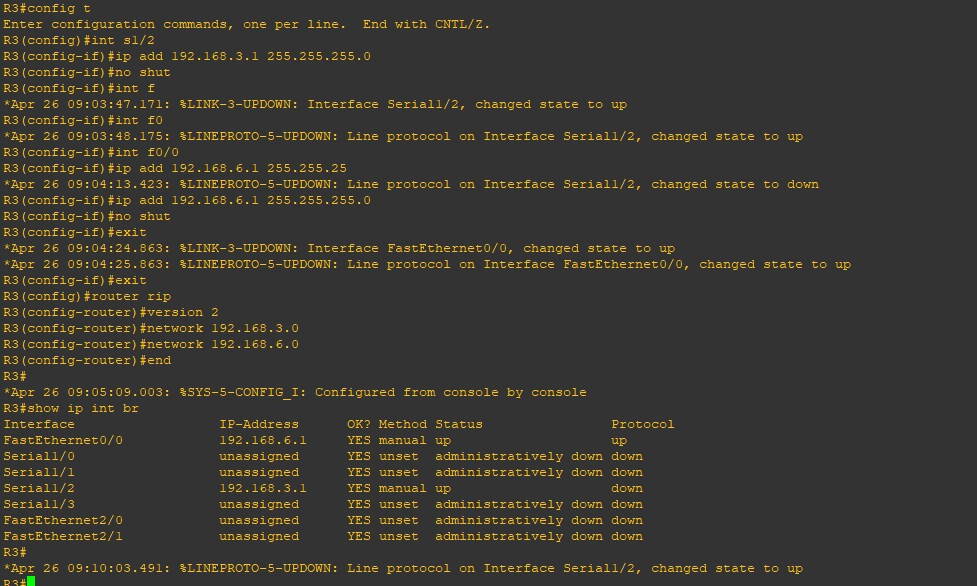 R3#config t
Enter configuration commands, one per line.  End with CNTL/Z.
R3(config)#int s1/2
R3(config-if)#ip add 192.168.3.1 255.255.255.0
R3(config-if)#no shut
R3(config-if)#int f
*Apr 26 09:03:47.171: %LINK-3-UPDOWN: Interface Serial1/2, changed state to up
R3(config-if)#int f0
*Apr 26 09:03:48.175: %LINEPROTO-5-UPDOWN: Line protocol on Interface Serial1/2, changed state to up
R3(config-if)#int f0/0
R3(config-if)#ip add 192.168.6.1 255.255.25
*Apr 26 09:04:13.423: %LINEPROTO-5-UPDOWN: Line protocol on Interface Serial1/2, changed state to down
R3(config-if)#ip add 192.168.6.1 255.255.255.0
R3(config-if)#no shut
R3(config-if)#exit
*Apr 26 09:04:24.863: %LINK-3-UPDOWN: Interface FastEthernet0/0, changed state to up
*Apr 26 09:04:25.863: %LINEPROTO-5-UPDOWN: Line protocol on Interface FastEthernet0/0, changed state to up
R3(config-if)#exit
R3(config)#router rip
R3(config-router)#version 2
R3(config-router)#network 192.168.3.0
R3(config-router)#network 192.168.6.0
R3(config-router)#end
R3#
*Apr 26 09:05:09.003: %SYS-5-CONFIG_I: Configured from console by console
R3#show ip int br
Interface                  IP-Address      OK? Method Status                Protocol
FastEthernet0/0            192.168.6.1     YES manual up                    up
Serial1/0                  unassigned      YES unset  administratively down down
Serial1/1                  unassigned      YES unset  administratively down down
Serial1/2                  192.168.3.1     YES manual up                    down
Serial1/3                  unassigned      YES unset  administratively down down
FastEthernet2/0            unassigned      YES unset  administratively down down
FastEthernet2/1            unassigned      YES unset  administratively down down
R3#
*Apr 26 09:10:03.491: %LINEPROTO-5-UPDOWN: Line protocol on Interface Serial1/2, changed state to up
R3#